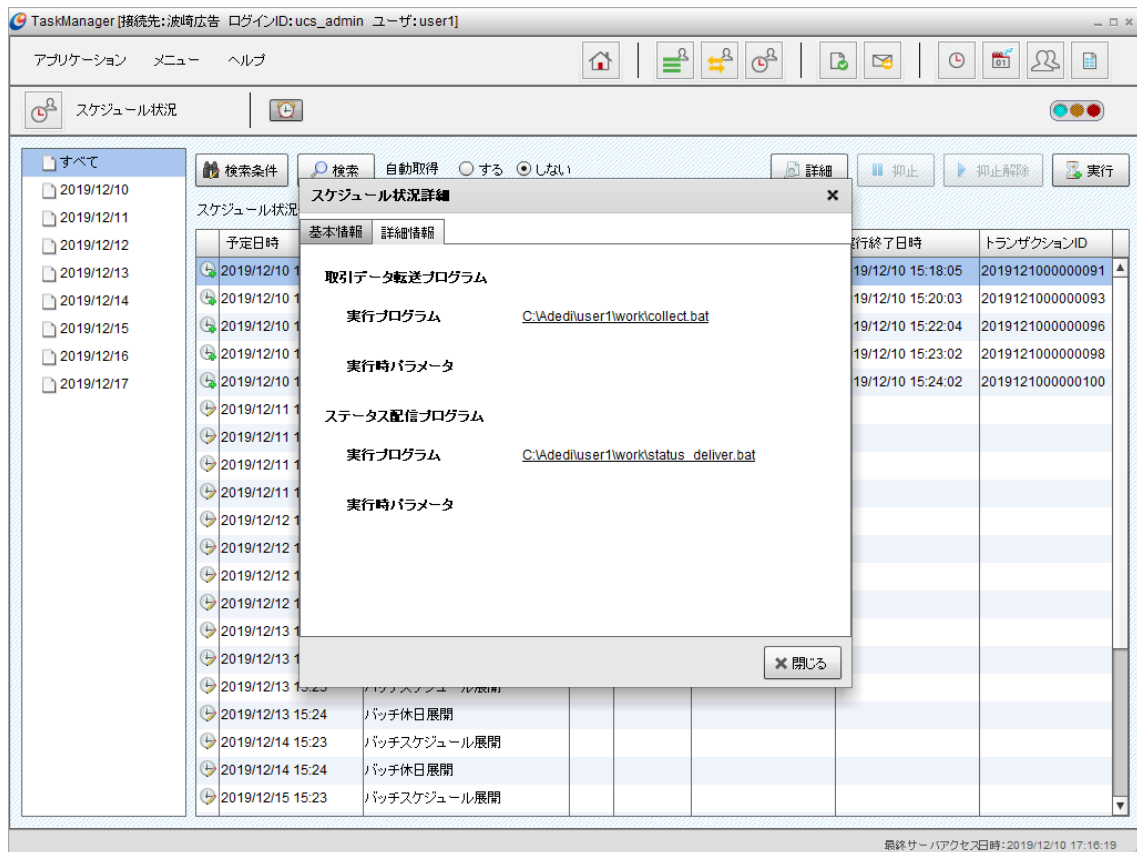 TaskManager [接続先:波崎広告 ログインID:ucs_admin ユーザ:user1]
アプリケーション メニュー ヘルプ
スケジュール状況
すべて
2019/12/10
2019/12/11
2019/12/12
2019/12/13
2019/12/14
2019/12/15
2019/12/16
2019/12/17
検索条件 検索 自動取得 する しない 詳細 抑止 抑止解除 実行
スケジュール状況
予定日時 実行終了日時 トランザクションID
2019/12/10 1 19/12/10 15:18:05 2019121000000091
2019/12/10 1 19/12/10 15:20:03 2019121000000093
2019/12/10 1 19/12/10 15:22:04 2019121000000096
2019/12/10 1 19/12/10 15:23:02 2019121000000098
2019/12/10 1 19/12/10 15:24:02 2019121000000100
2019/12/11 1
2019/12/11 1
2019/12/11 1
2019/12/11 1
2019/12/12 1
2019/12/12 1
2019/12/12 1
2019/12/12 1
2019/12/13 1
2019/12/13 1
2019/12/13 15:23 バッチスケジュール展開
2019/12/13 15:24 バッチ休日展開
2019/12/14 15:23 バッチスケジュール展開
2019/12/14 15:24 バッチ休日展開
2019/12/15 15:23 バッチスケジュール展開
スケジュール状況詳細
基本情報 詳細情報
取引データ転送プログラム
実行プログラム C:\Adedi\user1\work\collect.bat
実行時パラメータ
ステータス配信プログラム
実行プログラム C:\Adedi\user1\work\status_deliver.bat
実行時パラメータ
閉じる
最終サーバアクセス日時:2019/12/10 17:16:19